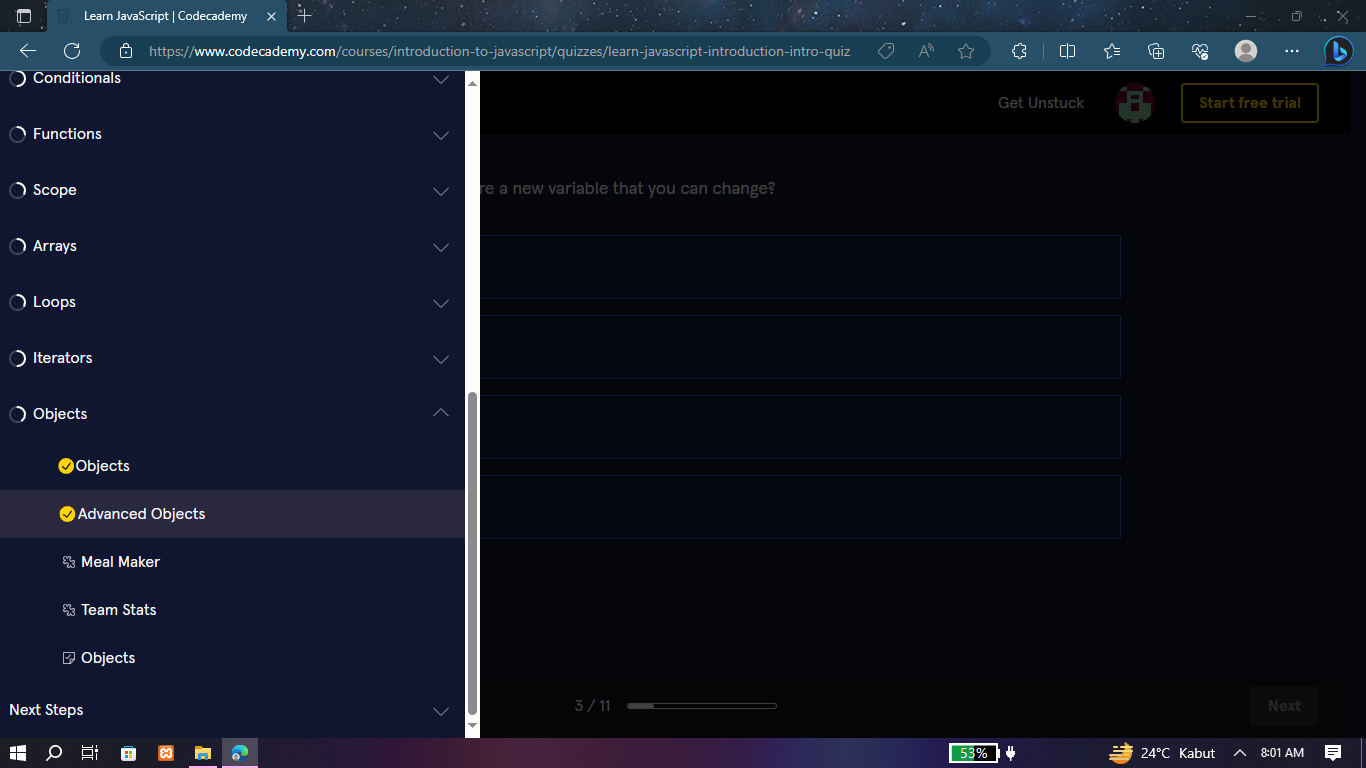 Learn JavaScript | Codecademy
https://www.codecademy.com/courses/introduction-to-javascript/quizzes/learn-javascript-introduction-intro-quiz
Conditionals
Functions
Scope
Arrays
Loops
Iterators
Objects
Objects
Advanced Objects
Meal Maker
Team Stats
Objects
Next Steps
Get Unstuck
Start free trial
re a new variable that you can change?
3 / 11
Next
53%
24°C Kabut
8:01 AM